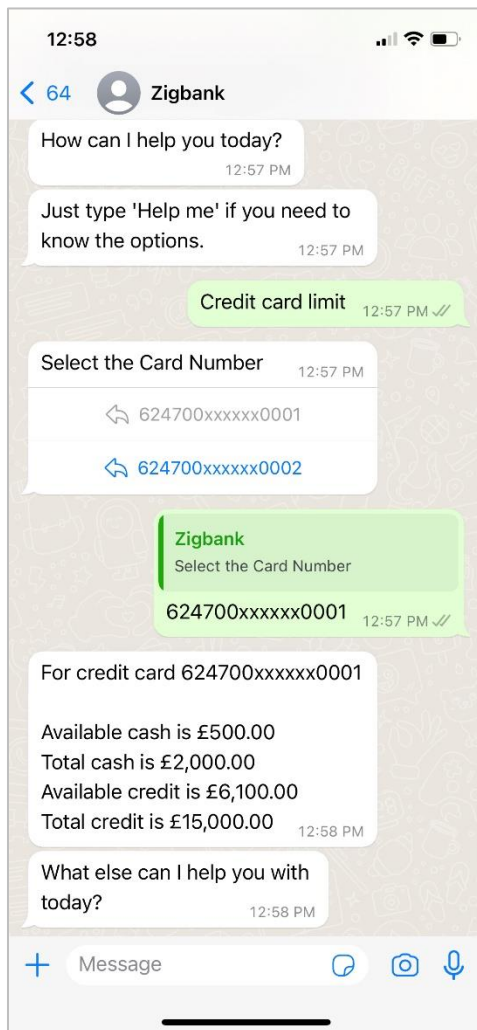 12:58
64 Zigbank
How can I help you today?
12:57 PM
Just type 'Help me' if you need to
know the options. 12:57 PM
Credit card limit 12:57 PM
Select the Card Number 12:57 PM
624700xxxxxx0001
624700xxxxxx0002
Zigbank
Select the Card Number
624700xxxxxx0001 12:57 PM
For credit card 624700xxxxxx0001
Available cash is £500.00
Total cash is £2,000.00
Available credit is £6,100.00
Total credit is £15,000.00 12:58 PM
What else can I help you with
today? 12:58 PM
Message